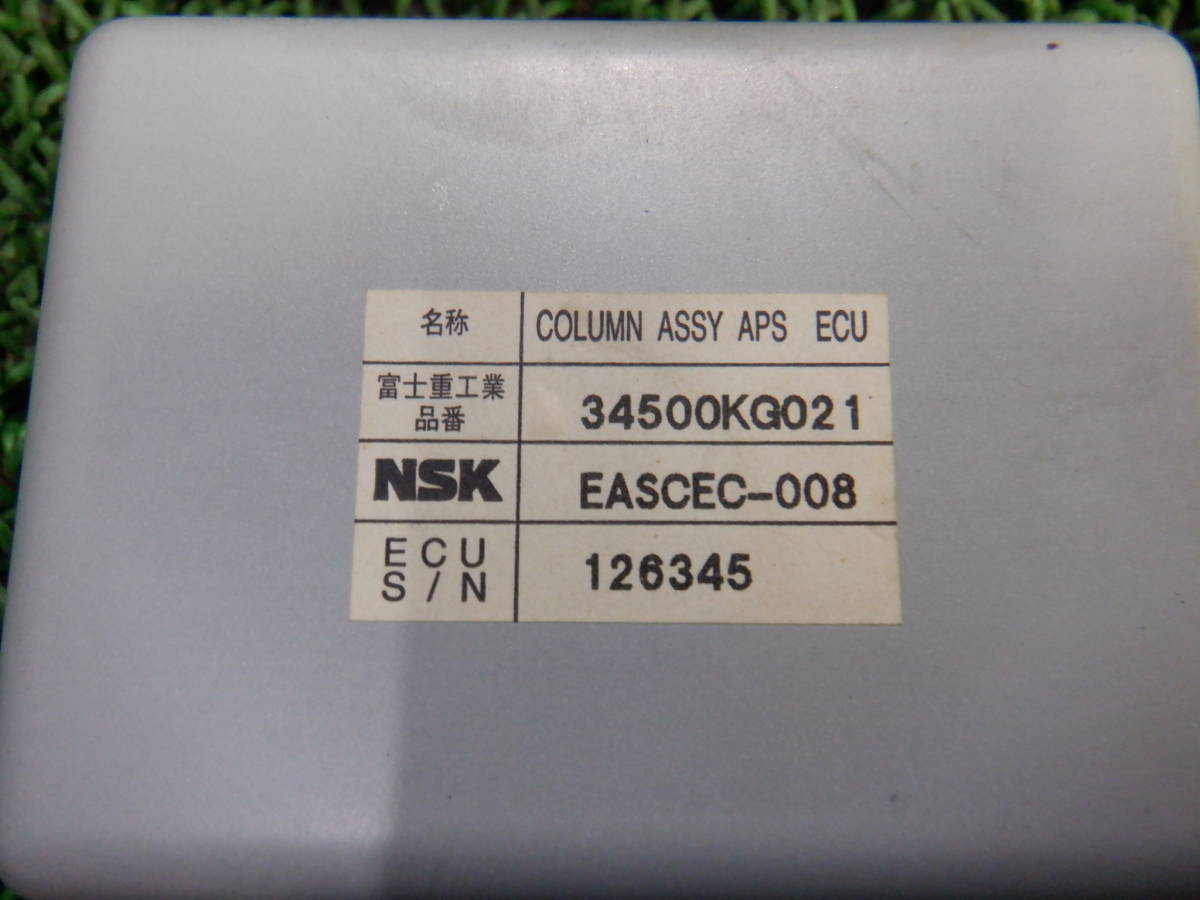 名称 COLUMN ASSY APS ECU
富士重工業
品番 34500KG021
NSK EASCEC-008
ECU
S/N 126345